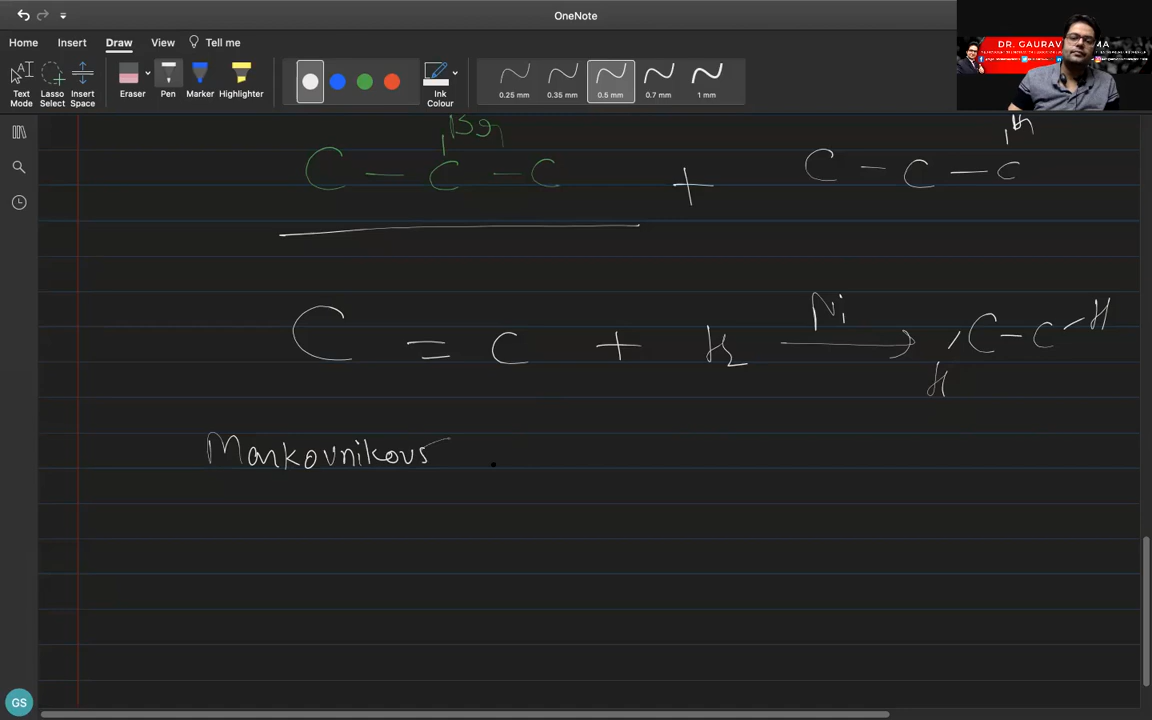 OneNote
Home Insert Draw View Tell me
DR. GAURAV
Text Mode
Lasso Select
Insert Space
Eraser
Pen
Marker
Highlighter
Ink Colour
0.25 mm
0.35 mm
0.5 mm
0.7 mm
1 mm
C - C - C + C - C - C
C = C + H2 Ni C - C - H
H
Markovnikovs
GS